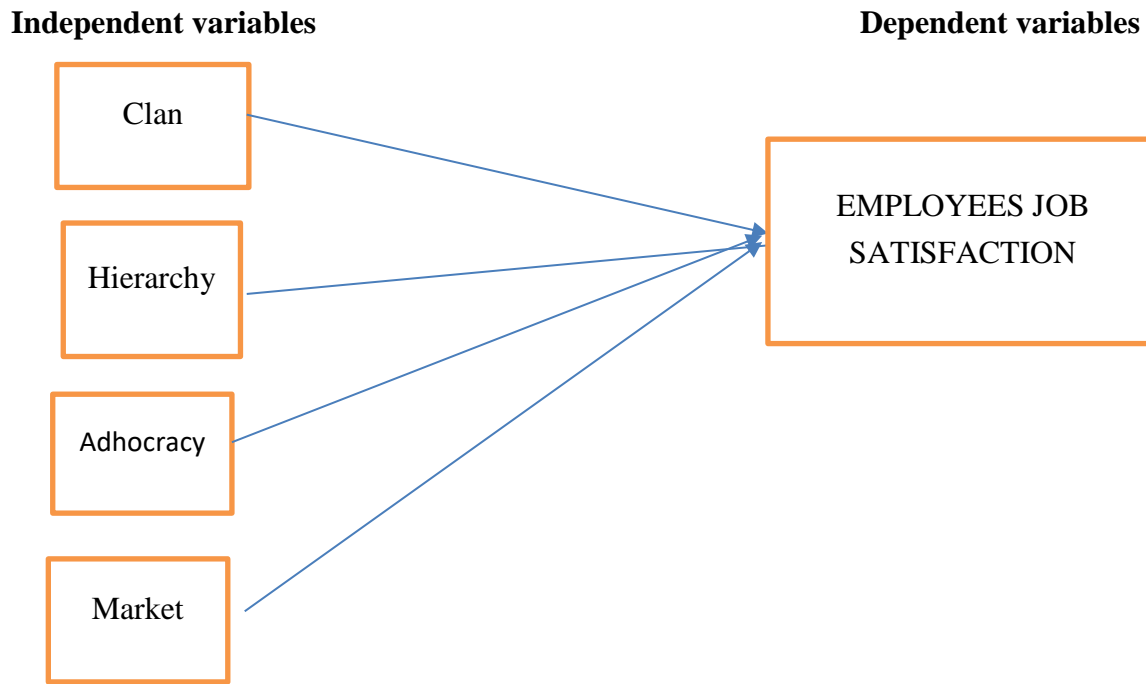 Independent variables
Dependent variables
Clan
Hierarchy
Adhocracy
Market
EMPLOYEES JOB
SATISFACTION